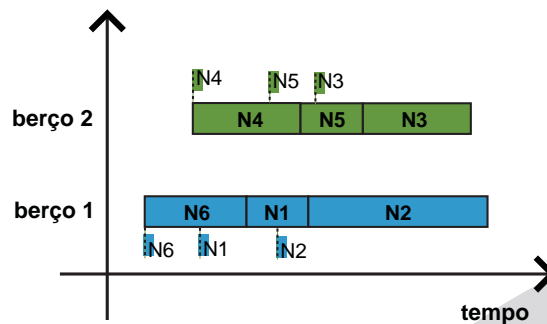 N4 N5 N3
berço 2 N4 N5 N3
berço 1 N6 N1 N2
N6 N1 N2
tempo